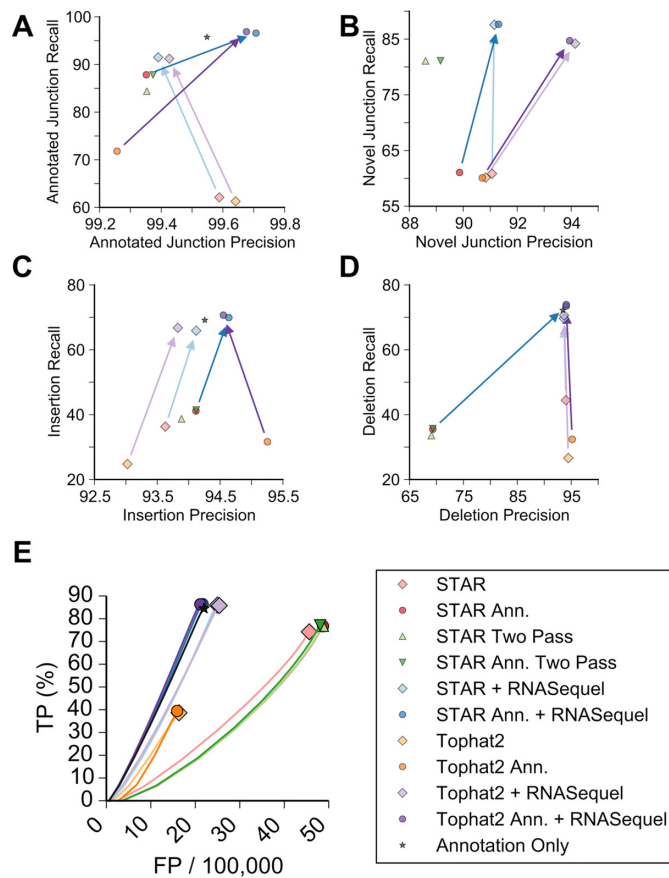 A
100
90
80
70
60
Annotated Junction Recall
99.2
99.4
99.6
99.8
Annotated Junction Precision
B
95
85
75
65
55
Novel Junction Recall
88
90
92
94
Novel Junction Precision
C
80
60
40
20
Insertion Recall
92.5
93.5
94.5
95.5
Insertion Precision
D
80
60
40
20
Deletion Recall
65
75
85
95
Deletion Precision
E
90
80
70
60
50
40
30
20
10
0
TP (%)
0
10
20
30
40
50
FP / 100,000
STAR
STAR Ann.
STAR Two Pass
STAR Ann. Two Pass
STAR + RNASequel
STAR Ann. + RNASequel
Tophat2
Tophat2 Ann.
Tophat2 + RNASequel
Tophat2 Ann. + RNASequel
Annotation Only